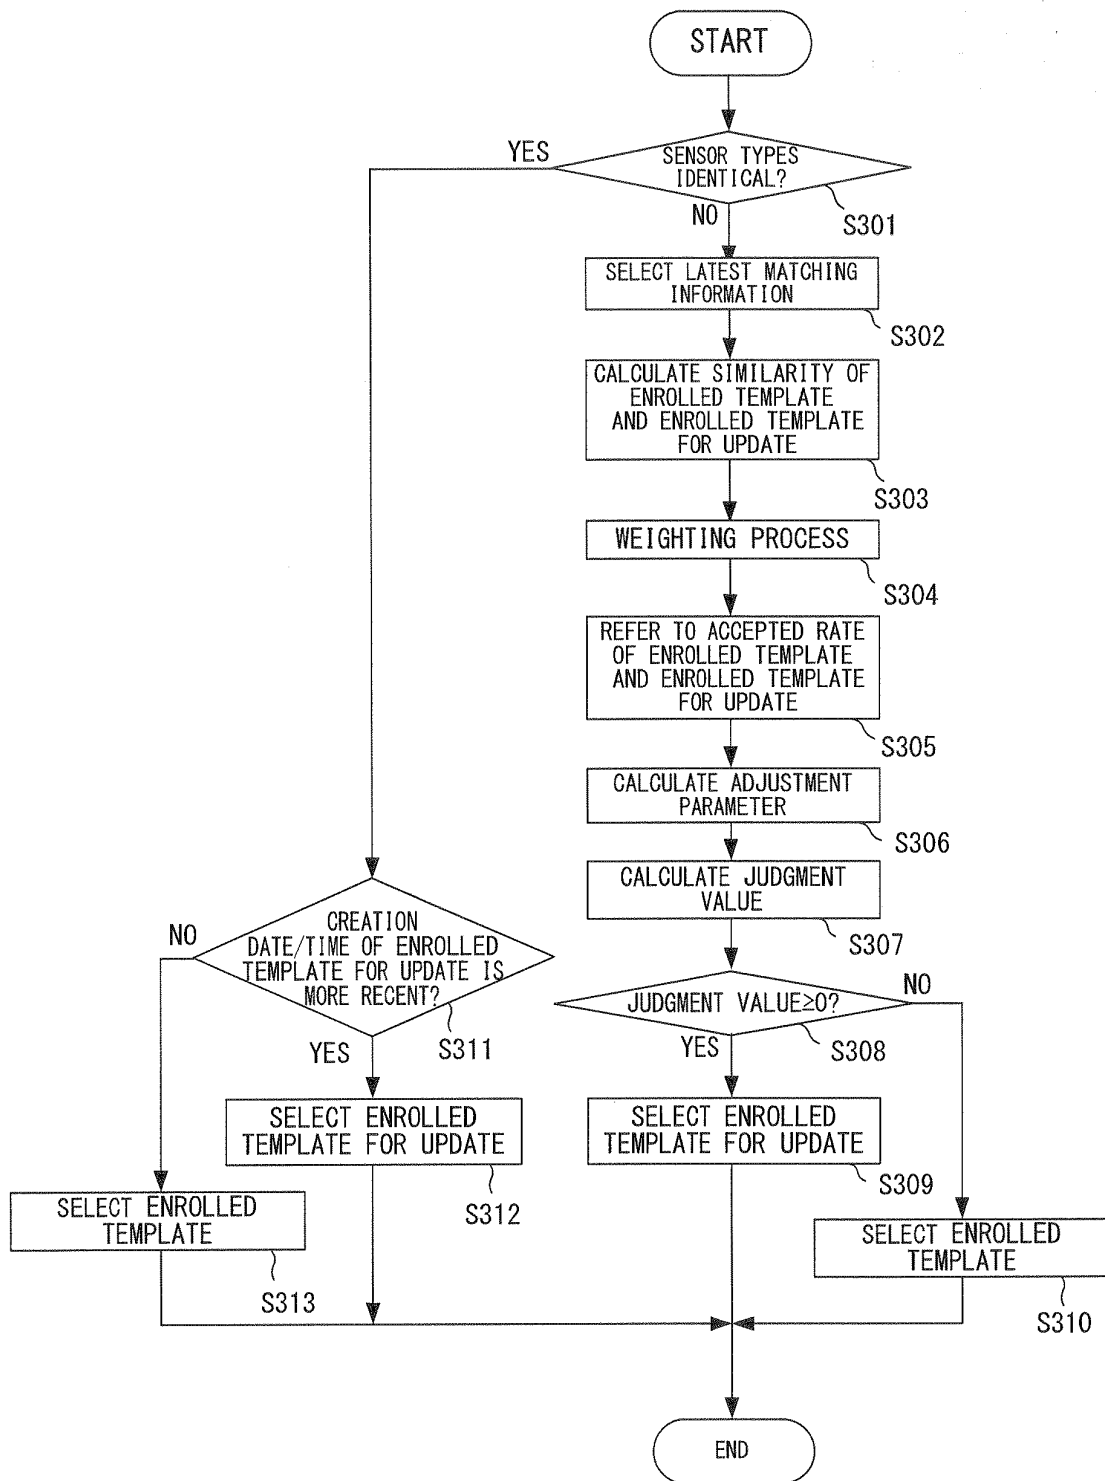 START
YES
SENSOR TYPES
IDENTICAL?
NO
S301
SELECT LATEST MATCHING
INFORMATION
S302
CALCULATE SIMILARITY OF
ENROLLED TEMPLATE
AND ENROLLED TEMPLATE
FOR UPDATE
S303
WEIGHTING PROCESS
S304
REFER TO ACCEPTED RATE
OF ENROLLED TEMPLATE
AND ENROLLED TEMPLATE
FOR UPDATE
S305
CALCULATE ADJUSTMENT
PARAMETER
S306
CALCULATE JUDGMENT
VALUE
S307
CREATION
DATE/TIME OF ENROLLED
TEMPLATE FOR UPDATE IS
MORE RECENT?
NO
S311
YES
JUDGMENT VALUE≥0?
NO
S308
YES
SELECT ENROLLED
TEMPLATE FOR UPDATE
S312
SELECT ENROLLED
TEMPLATE FOR UPDATE
S309
SELECT ENROLLED
TEMPLATE
S313
SELECT ENROLLED
TEMPLATE
S310
END